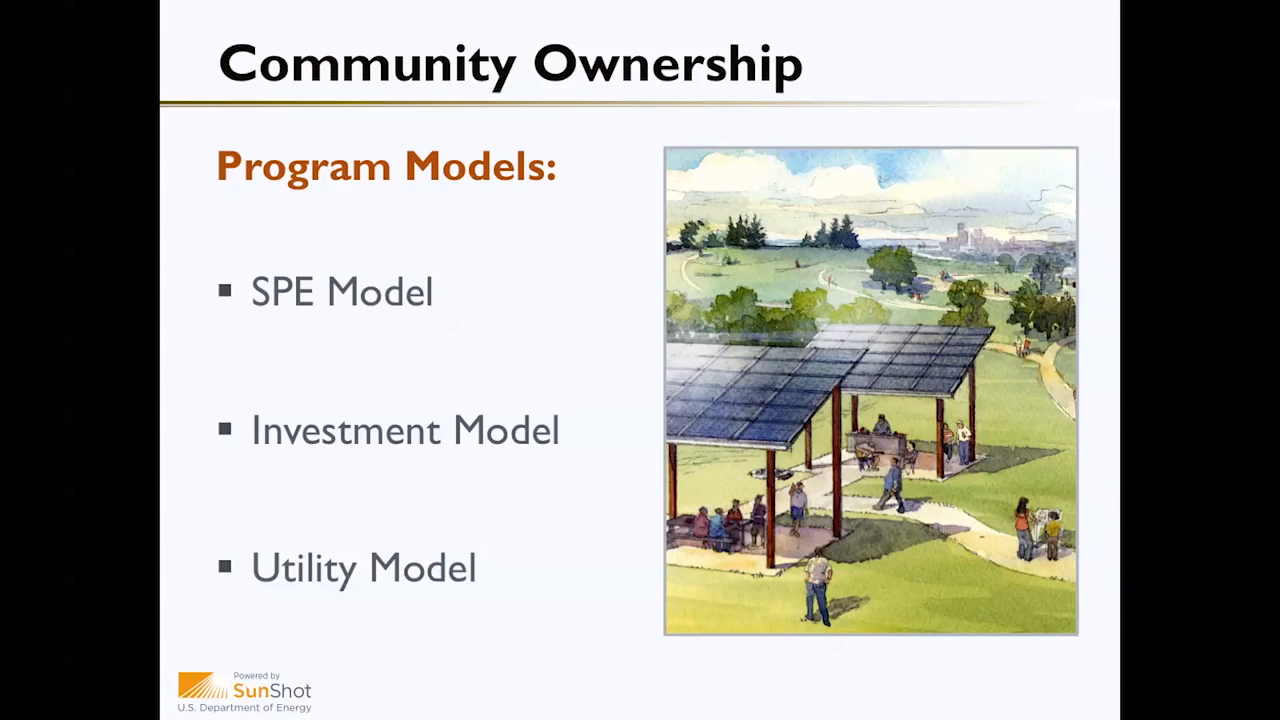 Community Ownership
Program Models:
▪ SPE Model
▪ Investment Model
▪ Utility Model
Powered by
SunShot
U.S. Department of Energy